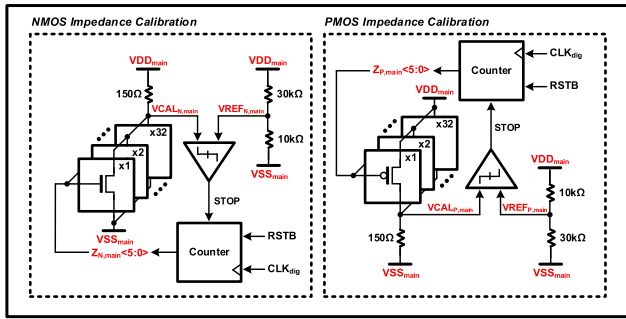 NMOS Impedance Calibration
VDDmain
VDDmain
150Ω
30kΩ
VCALN,main
VREFN,main
10kΩ
x32
x2
x1
VSSmain
STOP
VSSmain
ZN,main<5:0>
Counter
RSTB
CLKdig
PMOS Impedance Calibration
ZP,main<5:0>
Counter
CLKdig
RSTB
VDDmain
STOP
x32
x2
x1
VDDmain
10kΩ
VCALP,main
VREFP,main
150Ω
30kΩ
VSSmain
VSSmain